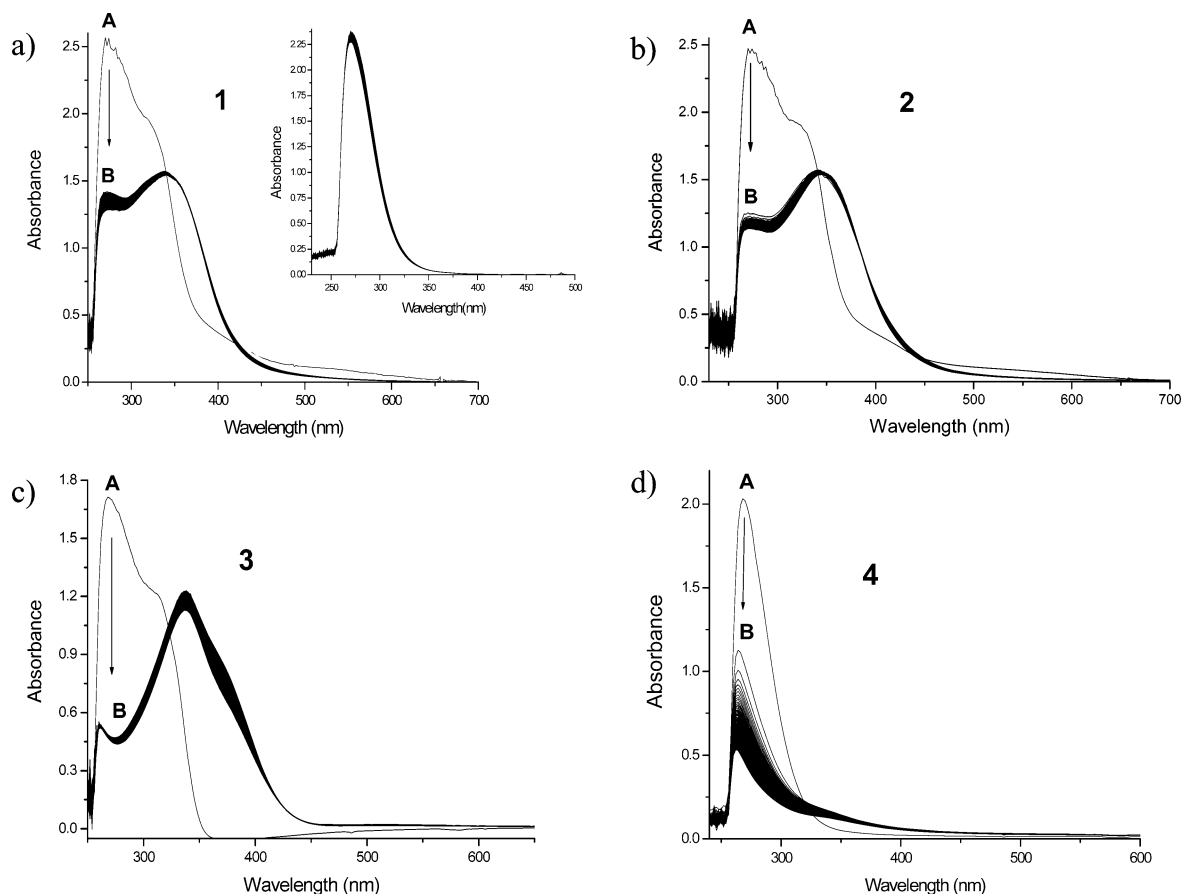 a)
A
B
1
2.5
2.0
1.5
1.0
0.5
0.0
Absorbance
300 400 500 600 700
Wavelength (nm)
2.25
2.00
1.75
1.50
1.25
1.00
0.75
0.50
0.25
0.00
Absorbance
250 300 350 400 450 500
Wavelength(nm)
b)
A
B
2
2.5
2.0
1.5
1.0
0.5
0.0
Absorbance
300 400 500 600 700
Wavelength (nm)
c)
A
B
3
1.8
1.5
1.2
0.9
0.6
0.3
0.0
Absorbance
300 400 500 600
Wavelength (nm)
d)
A
B
4
2.0
1.5
1.0
0.5
0.0
Absorbance
300 400 500 600
Wavelength (nm)